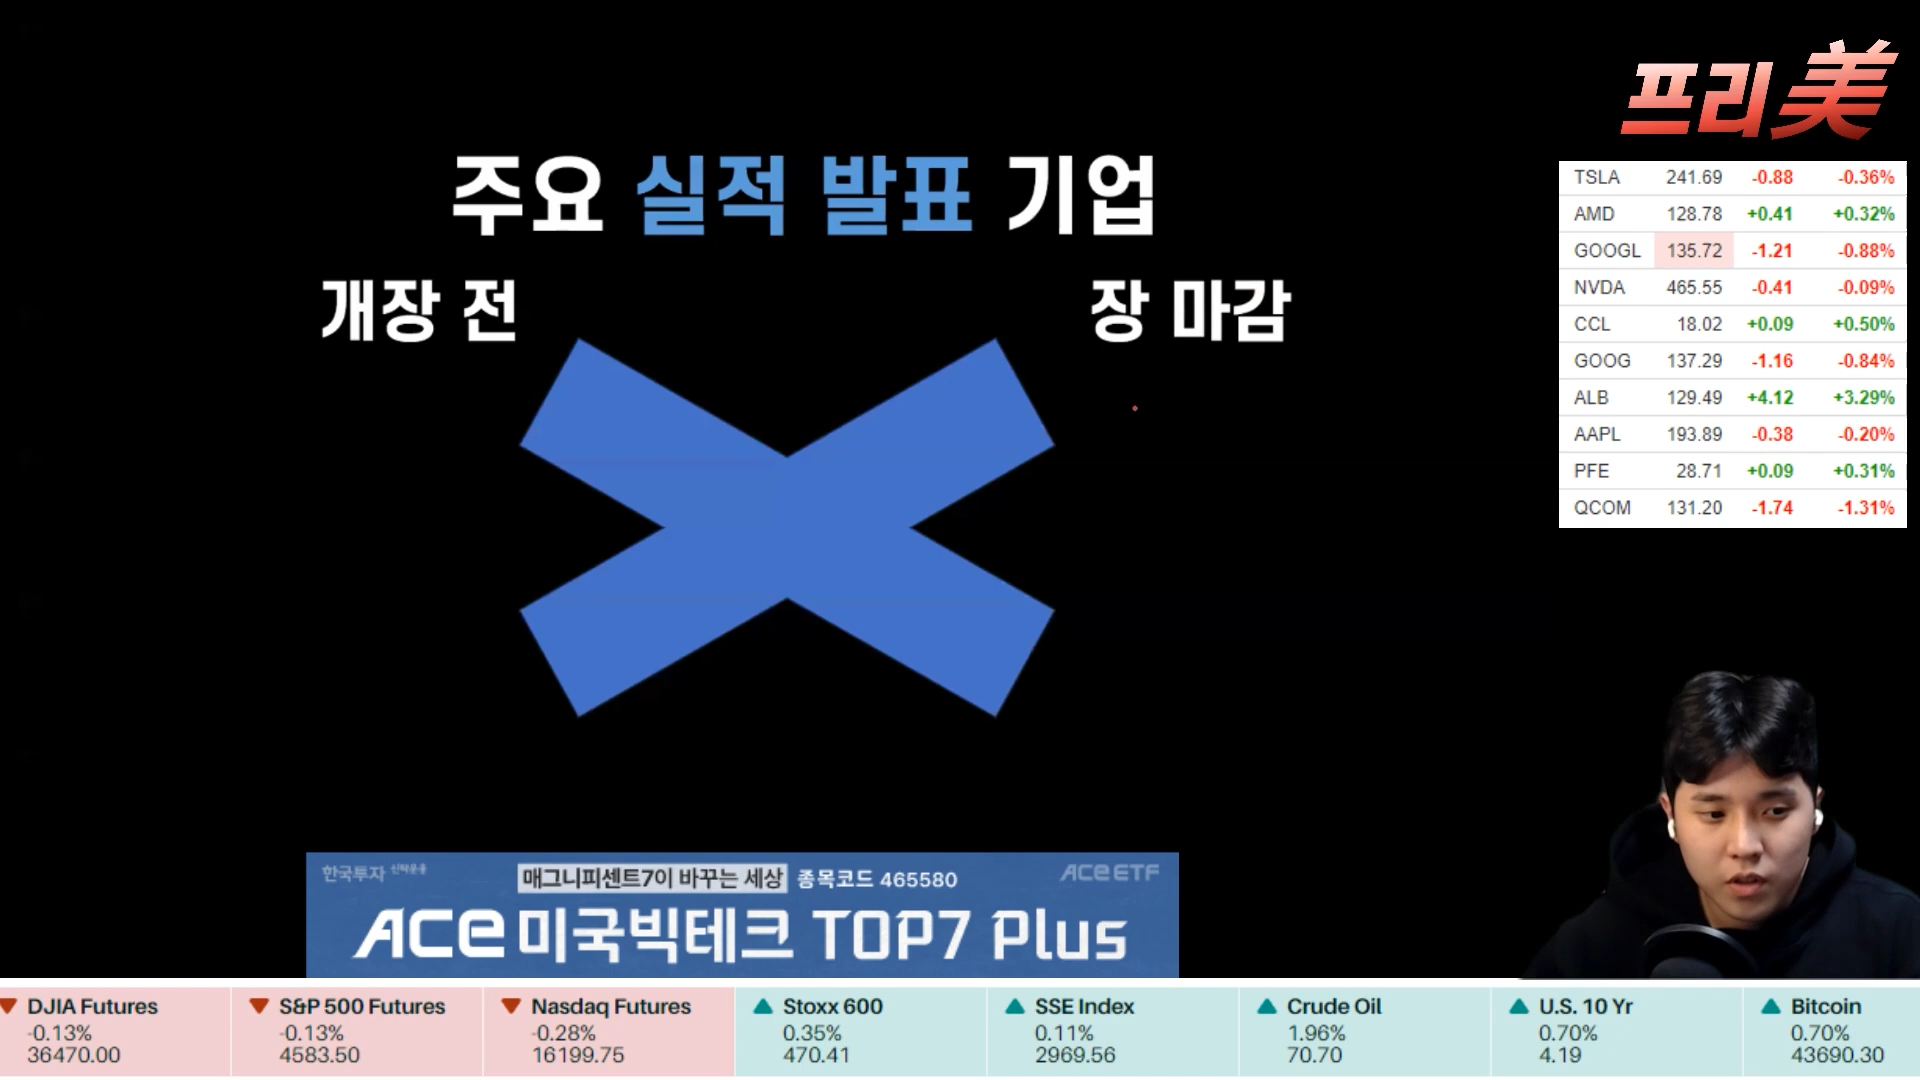 프리美
주요 실적 발표 기업
개장 전
장 마감
TSLA 241.69 -0.88 -0.36%
AMD 128.78 +0.41 +0.32%
GOOGL 135.72 -1.21 -0.88%
NVDA 465.55 -0.41 -0.09%
CCL 18.02 +0.09 +0.50%
GOOG 137.29 -1.16 -0.84%
ALB 129.49 +4.12 +3.29%
AAPL 193.89 -0.38 -0.20%
PFE 28.71 +0.09 +0.31%
QCOM 131.20 -1.74 -1.31%
한국투자 신탁운용 매그니피센트7이 바꾸는 세상 종목코드 465580 ACE ETF
ACE 미국빅테크 TOP7 Plus
DJIA Futures S&P 500 Futures Nasdaq Futures Stoxx 600 SSE Index Crude Oil U.S. 10 Yr Bitcoin
-0.13% -0.13% -0.28% 0.35% 0.11% 1.96% 0.70% 0.70%
36470.00 4583.50 16199.75 470.41 2969.56 70.70 4.19 43690.30